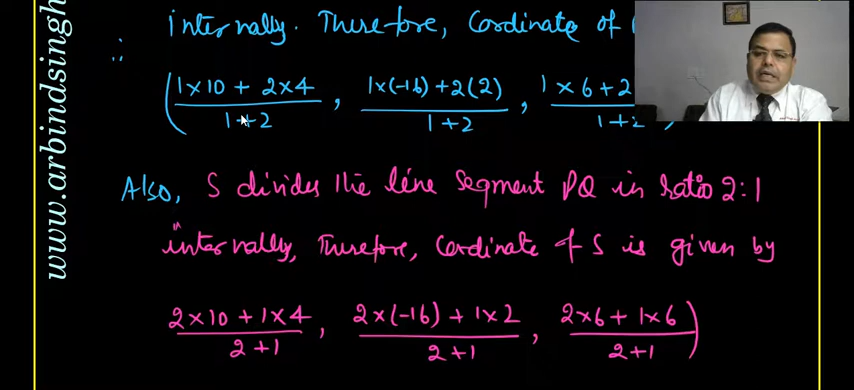 internally. Therefore, Cordinate of
∴ (1×10 + 2×4 / 1+2 , 1×(-16) + 2(2) / 1+2 , 1×6 + 2 / 1+2 ,
Also, S divides the line segment PQ in ratio 2:1
internally, Therefore, Cordinate of S is given by
2×10 + 1×4 / 2+1 , 2×(-16) + 1×2 / 2+1 , 2×6 + 1×6 / 2+1 )
www.arbindsingh